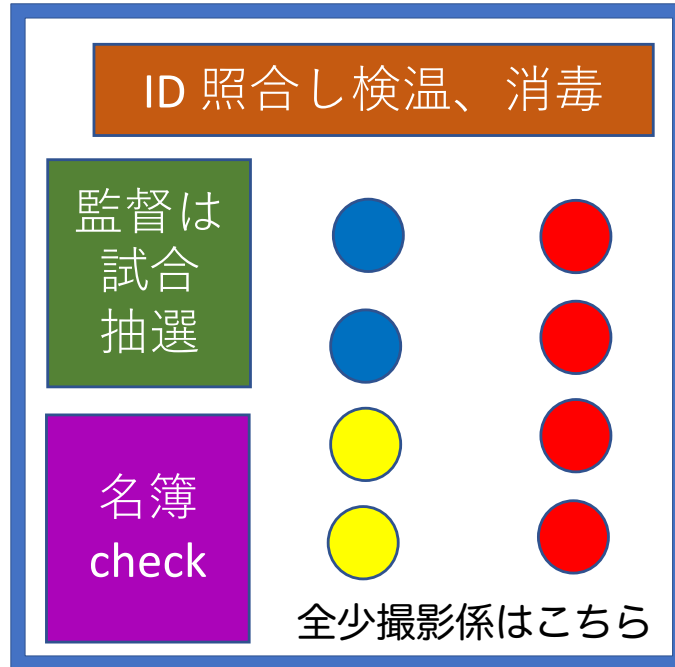 ID 照合し検温、消毒
監督は
試合
抽選
名簿
check
全少撮影係はこちら